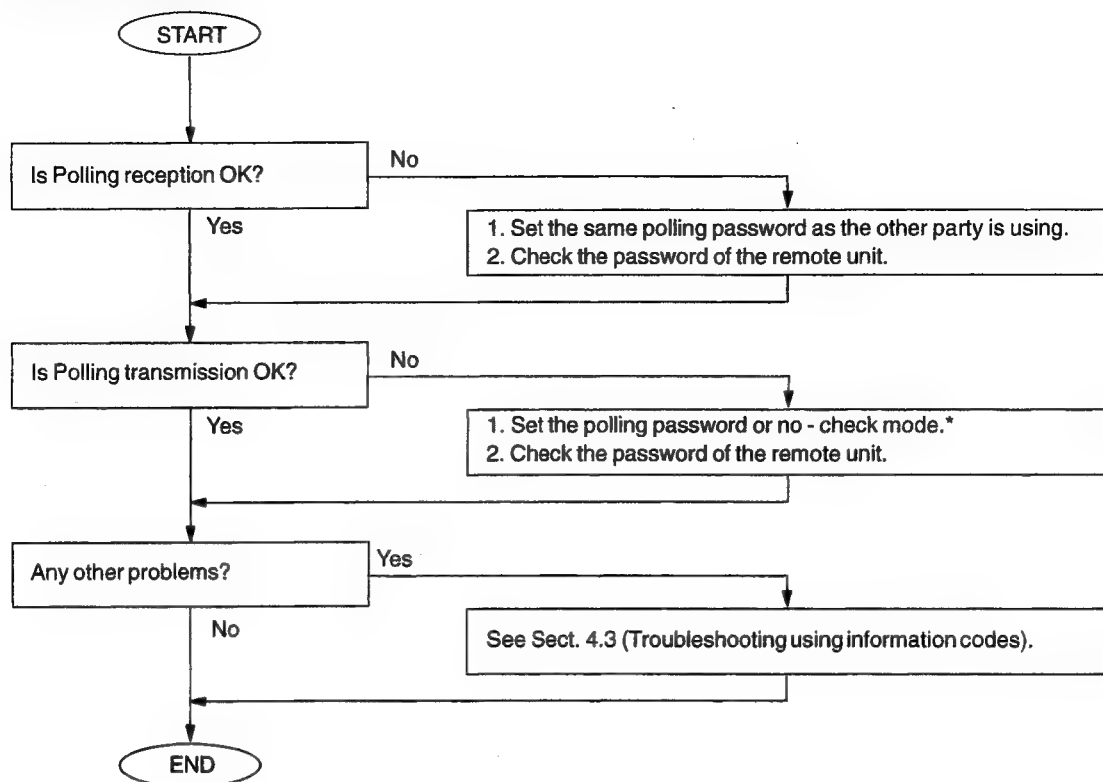 START
Is Polling reception OK?
No
Yes
1. Set the same polling password as the other party is using.
2. Check the password of the remote unit.
Is Polling transmission OK?
No
Yes
1. Set the polling password or no - check mode.*
2. Check the password of the remote unit.
Any other problems?
Yes
No
See Sect. 4.3 (Troubleshooting using information codes).
END